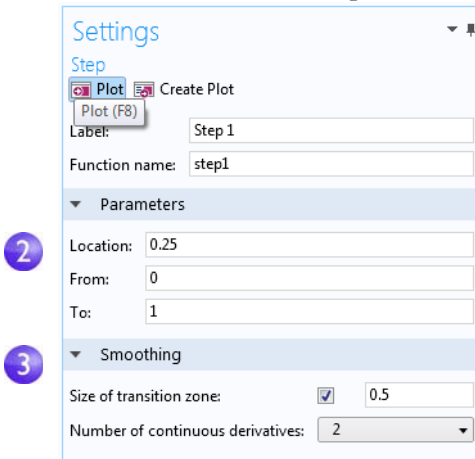 Settings
Step
Plot Create Plot
Plot (F8)
Label: Step 1
Function name: step1
Parameters
2
Location: 0.25
From: 0
To: 1
3
Smoothing
Size of transition zone: 0.5
Number of continuous derivatives: 2